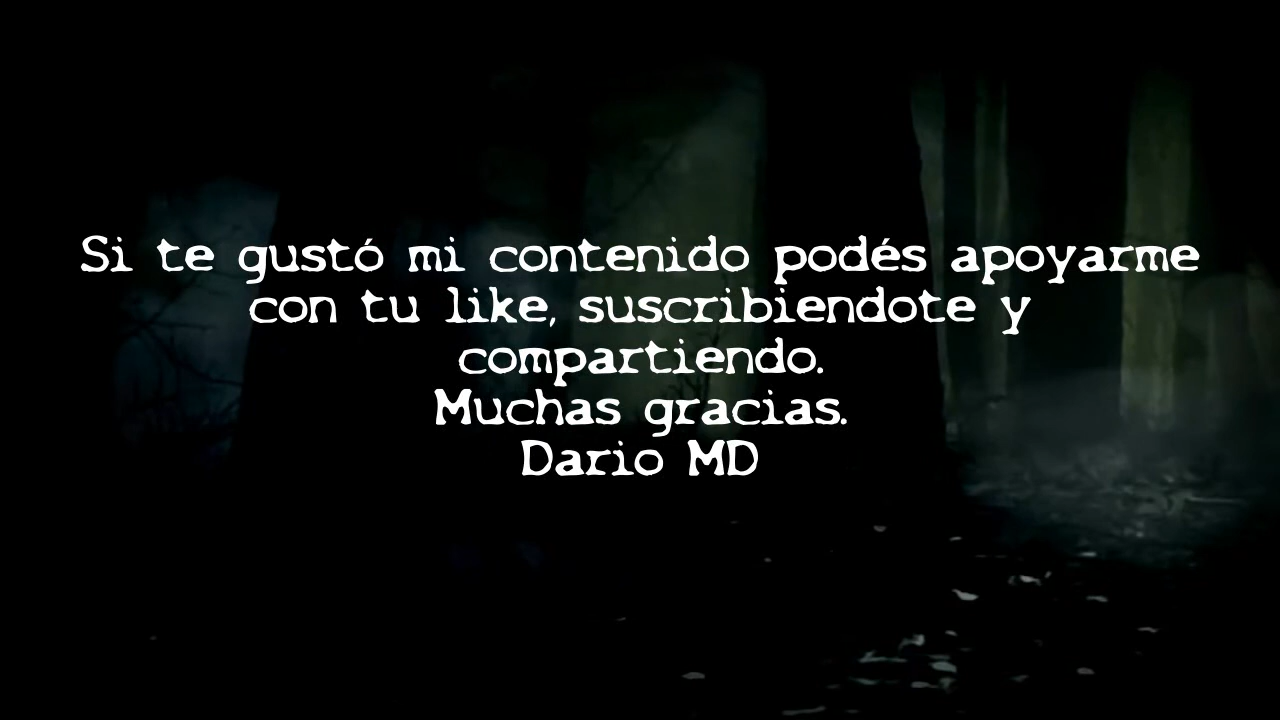 Si te gustó mi contenido podés apoyarme
con tu like, suscribiendote y
compartiendo.
Muchas gracias.
Dario MD